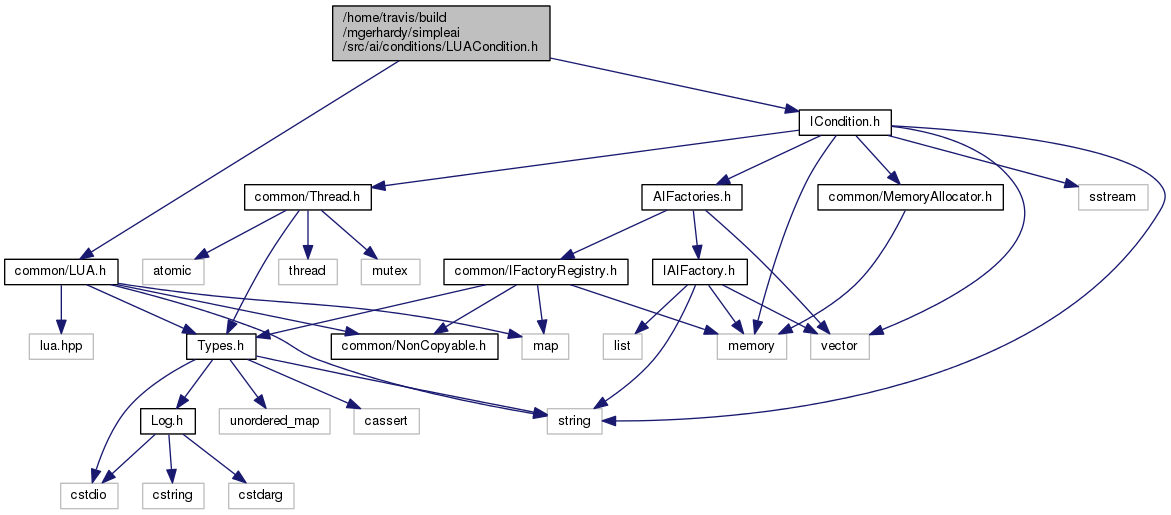 /home/travis/build
/mgerhardy/simpleai
/src/ai/conditions/LUACondition.h
ICondition.h
common/Thread.h
AIFactories.h
common/MemoryAllocator.h
sstream
common/LUA.h
atomic
thread
mutex
common/IFactoryRegistry.h
IAIFactory.h
lua.hpp
Types.h
common/NonCopyable.h
map
list
memory
vector
Log.h
unordered_map
cassert
string
cstdio
cstring
cstdarg